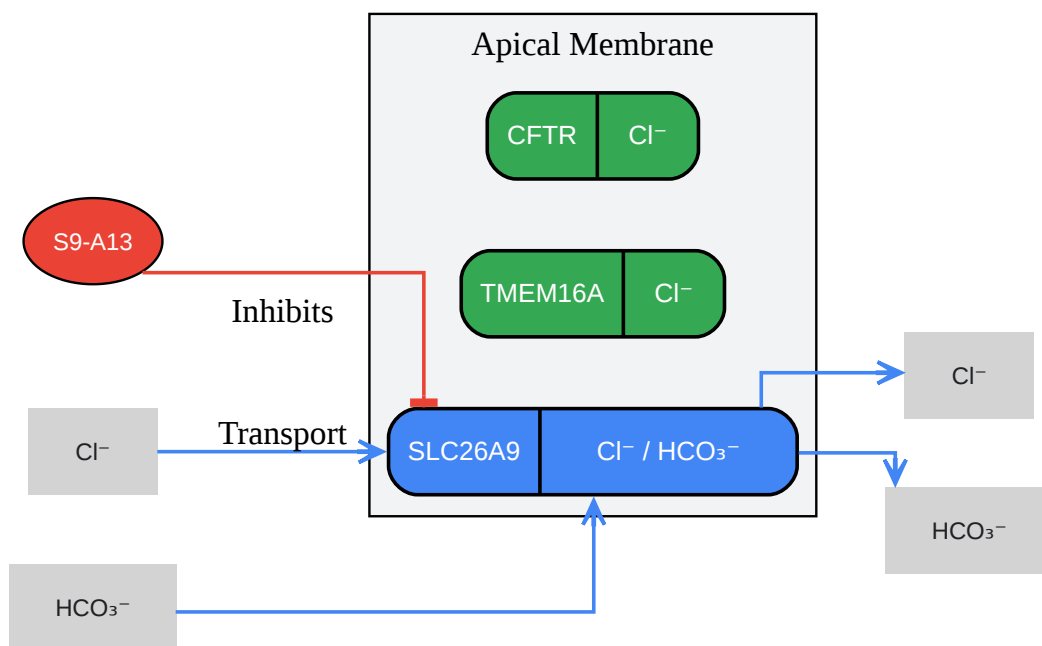 Apical Membrane
CFTR Cl⁻
S9-A13
TMEM16A Cl⁻
Inhibits
Cl⁻
Transport
Cl⁻
SLC26A9 Cl⁻ / HCO₃⁻
HCO₃⁻
HCO₃⁻